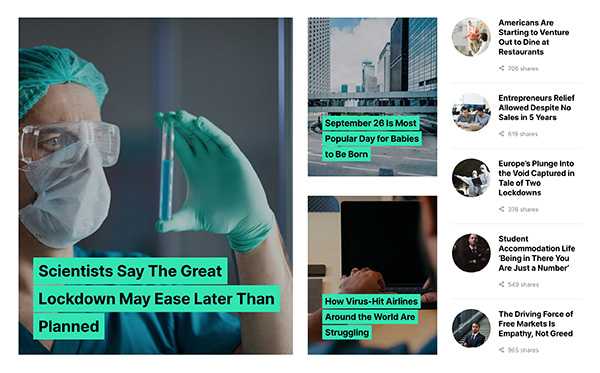 Scientists Say The Great
Lockdown May Ease Later Than
Planned
September 26 Is Most
Popular Day for Babies
to Be Born
How Virus-Hit Airlines
Around the World Are
Struggling
Americans Are
Starting to Venture
Out to Dine at
Restaurants
706 shares
Entrepreneurs Relief
Allowed Despite No
Sales in 5 Years
619 shares
Europe's Plunge Into
the Void Captured in
Tale of Two
Lockdowns
376 shares
Student
Accommodation Life
'Being in There You
Are Just a Number'
549 shares
The Driving Force of
Free Markets Is
Empathy, Not Greed
965 shares